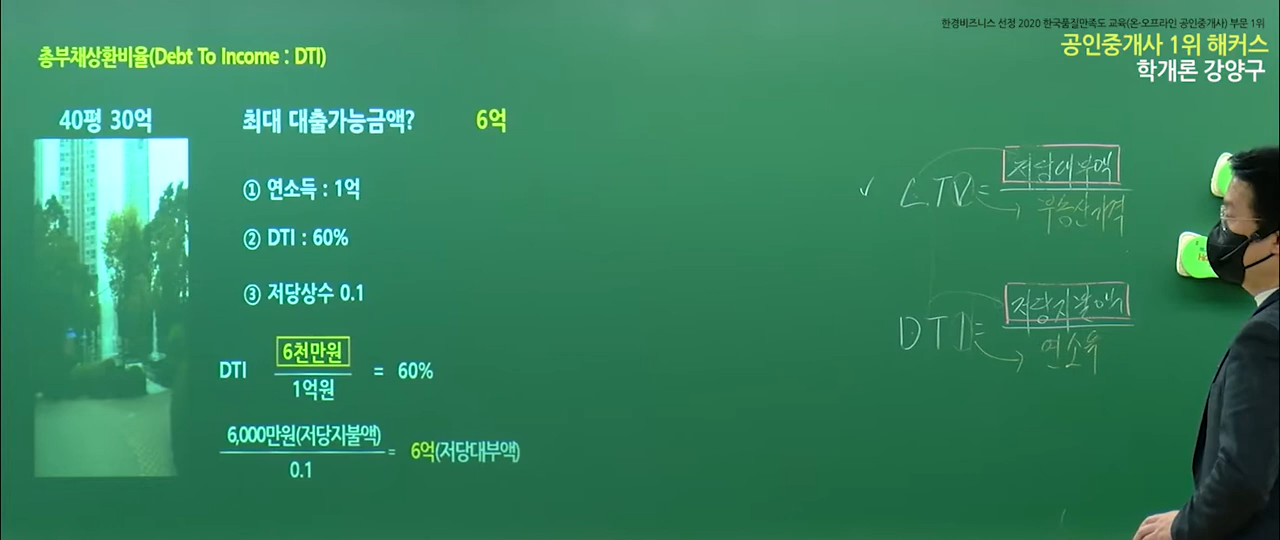 한경비즈니스 선정 2020 한국품질만족도 교육(온·오프라인 공인중개사) 부문 1위
공인중개사 1위 해커스
학개론 강양구
총부채상환비율(Debt To Income : DTI)
40평 30억
최대 대출가능금액? 6억
① 연소득 : 1억
② DTI : 60%
③ 저당상수 0.1
DTI 6천만원 = 60%
1억원
6,000만원(저당지불액) = 6억(저당대부액)
0.1
LTV = 저당대부액
부동산가격
DTI = 저당지불액
연소득